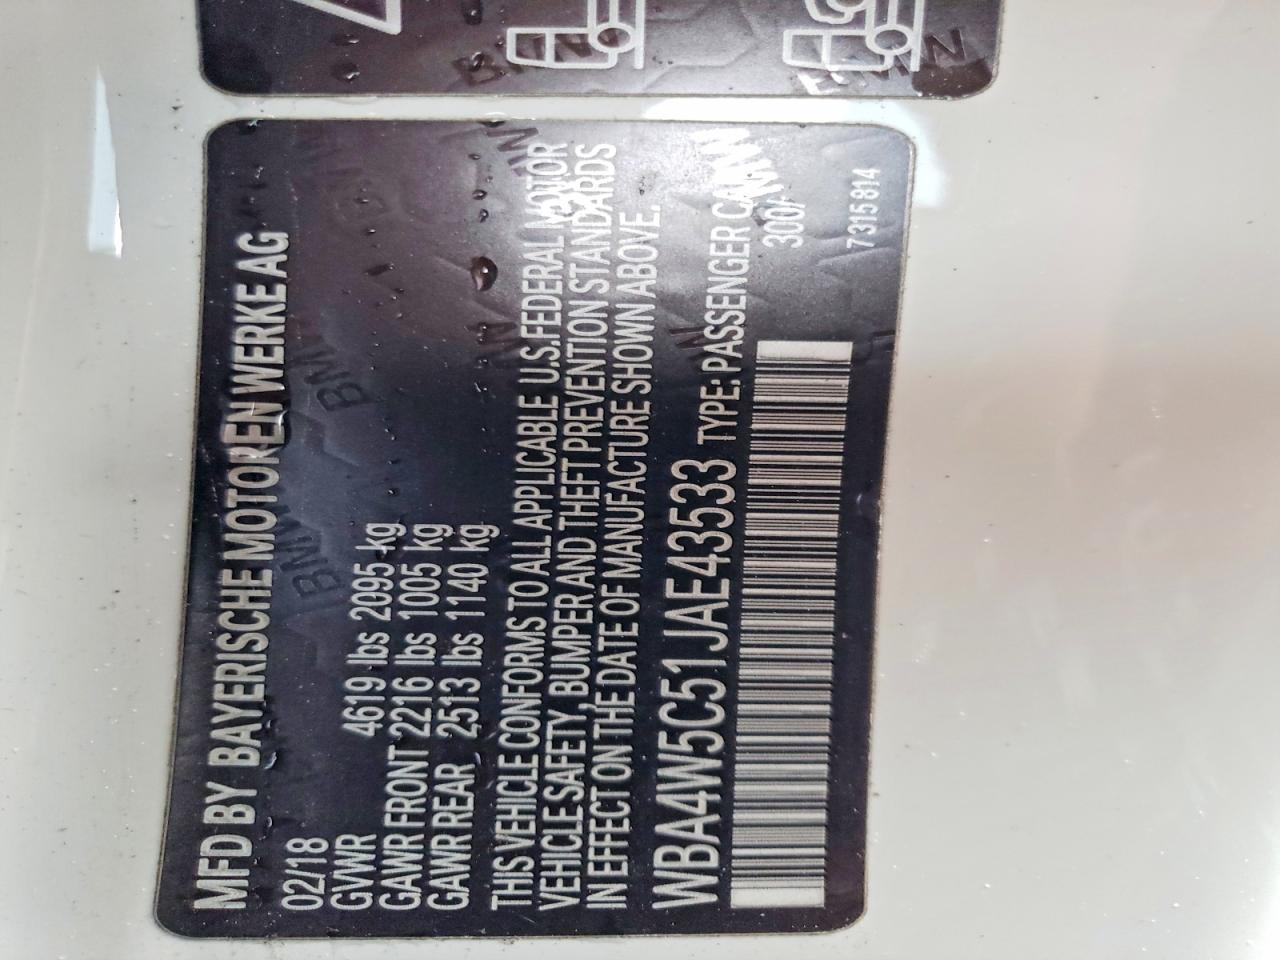 MFD BY BAYERISCHE MOTOREN WERKE AG
02/18
GVWR 4619 lbs 2095 kg
GAWR FRONT 2216 lbs 1005 kg
GAWR REAR 2513 lbs 1140 kg
THIS VEHICLE CONFORMS TO ALL APPLICABLE U.S. FEDERAL MOTOR
VEHICLE SAFETY, BUMPER AND THEFT PREVENTION STANDARDS
IN EFFECT ON THE DATE OF MANUFACTURE SHOWN ABOVE.
WBA4W5C51JAE43533 TYPE: PASSENGER CAR
300/
7315814